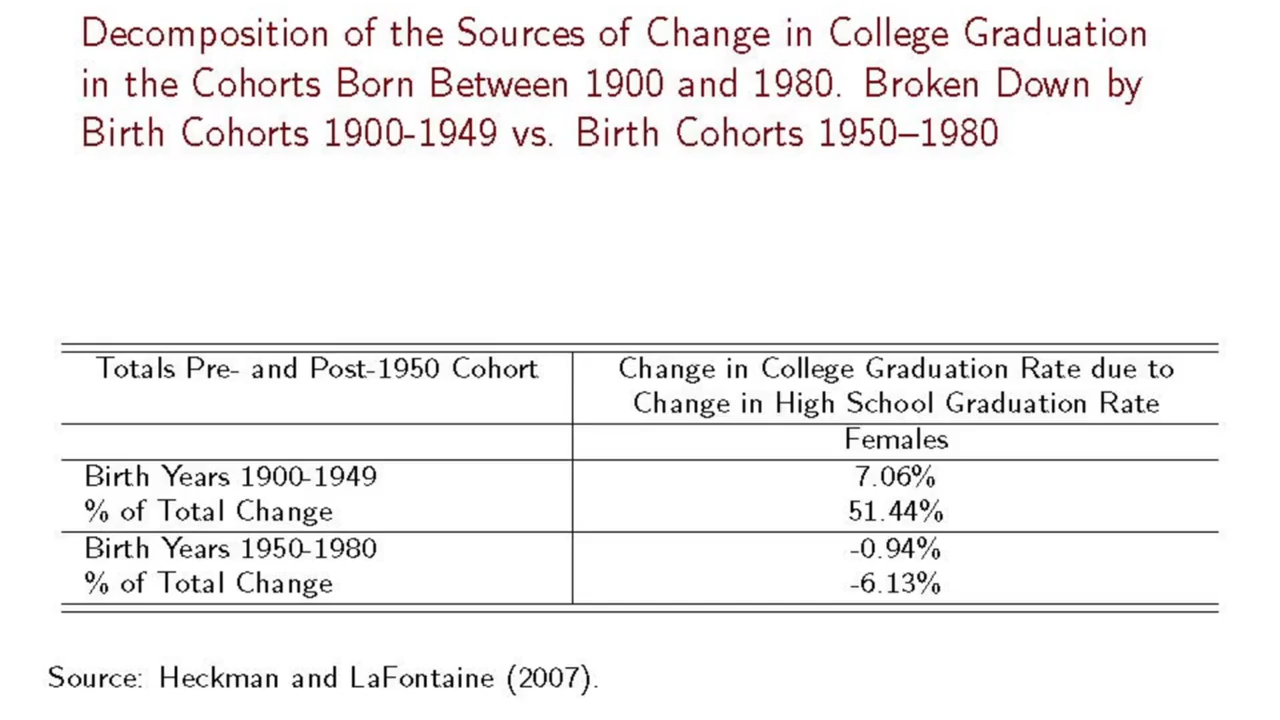 Decomposition of the Sources of Change in College Graduation
in the Cohorts Born Between 1900 and 1980. Broken Down by
Birth Cohorts 1900-1949 vs. Birth Cohorts 1950–1980
Totals Pre- and Post-1950 Cohort Change in College Graduation Rate due to
Change in High School Graduation Rate
Females
Birth Years 1900-1949 7.06%
% of Total Change 51.44%
Birth Years 1950-1980 -0.94%
% of Total Change -6.13%
Source: Heckman and LaFontaine (2007).